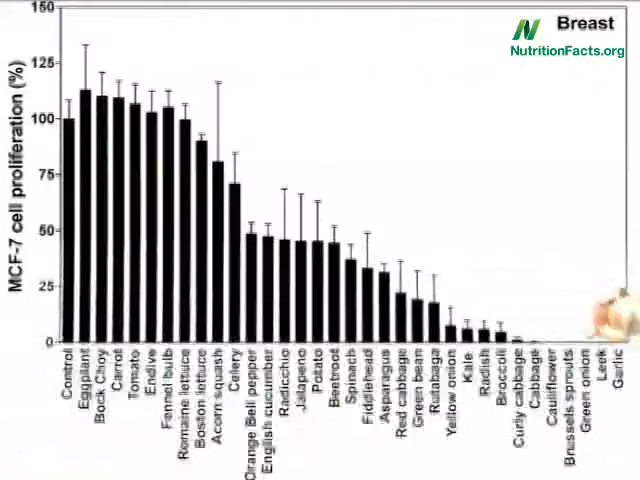 Breast
NutritionFacts.org
MCF-7 cell proliferation (%)
150
125
100
75
50
25
0
Control
Eggplant
Bock Choy
Carrot
Tomato
Endive
Fennel bulb
Romaine lettuce
Boston lettuce
Acorn squash
Celery
Orange Bell pepper
English cucumber
Radicchio
Jalapeno
Potato
Beetroot
Spinach
Fiddlehead
Asparagus
Red cabbage
Green bean
Rutabaga
Yellow onion
Kale
Radish
Broccoli
Curly cabbage
Cabbage
Cauliflower
Brussels sprouts
Green onion
Leek
Garlic